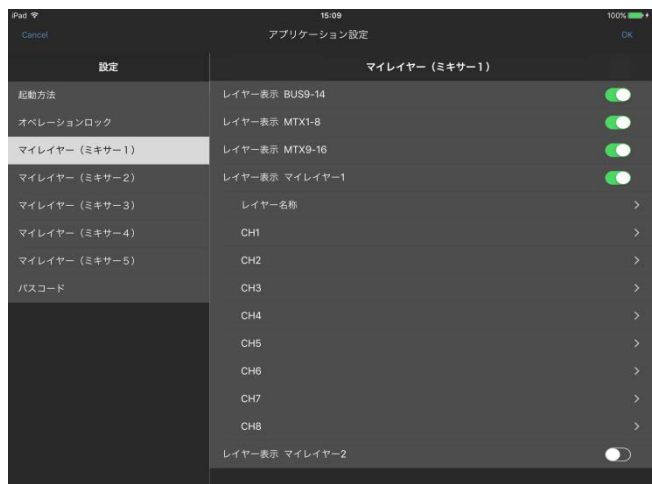 iPad 15:09 100%
Cancel アプリケーション設定 OK
設定
起動方法
オペレーションロック
マイレイヤー（ミキサー１）
マイレイヤー（ミキサー２）
マイレイヤー（ミキサー３）
マイレイヤー（ミキサー４）
マイレイヤー（ミキサー５）
パスコード
マイレイヤー（ミキサー１）
レイヤー表示 BUS9-14
レイヤー表示 MTX1-8
レイヤー表示 MTX9-16
レイヤー表示 マイレイヤー1
レイヤー名称
CH1
CH2
CH3
CH4
CH5
CH6
CH7
CH8
レイヤー表示 マイレイヤー2